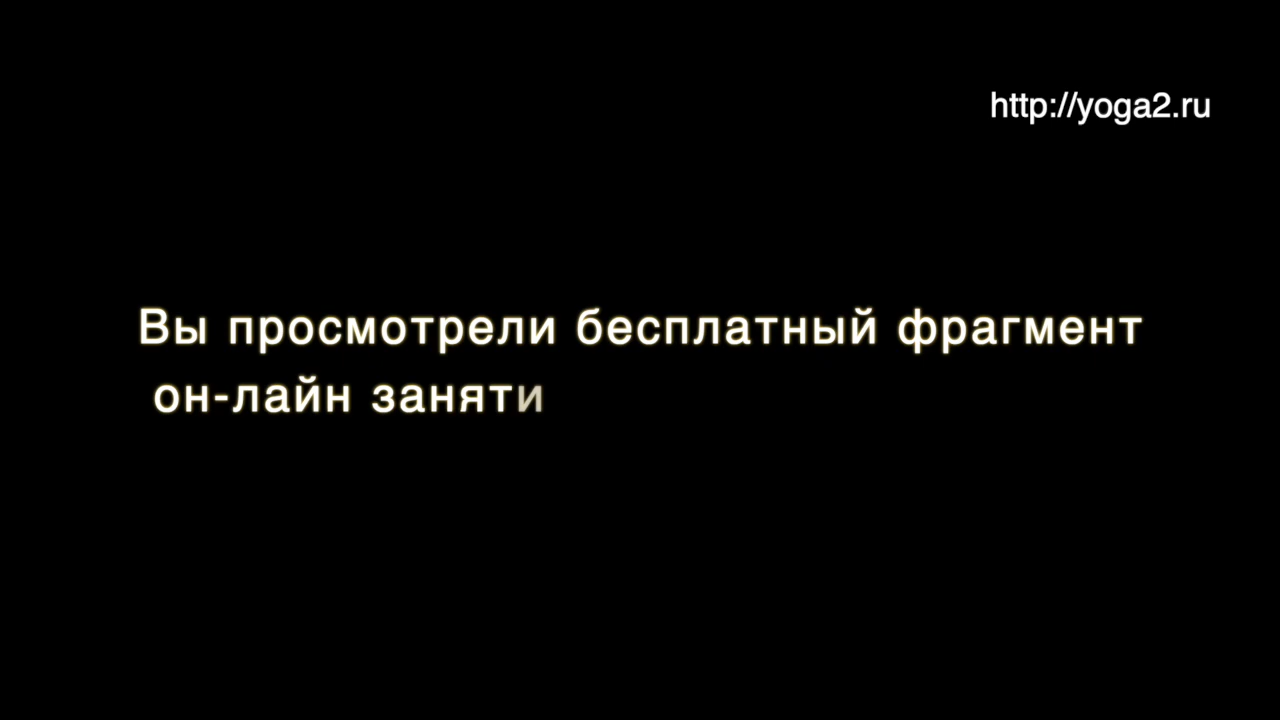 http://yoga2.ru
Вы просмотрели бесплатный фрагмент
он-лайн заняти